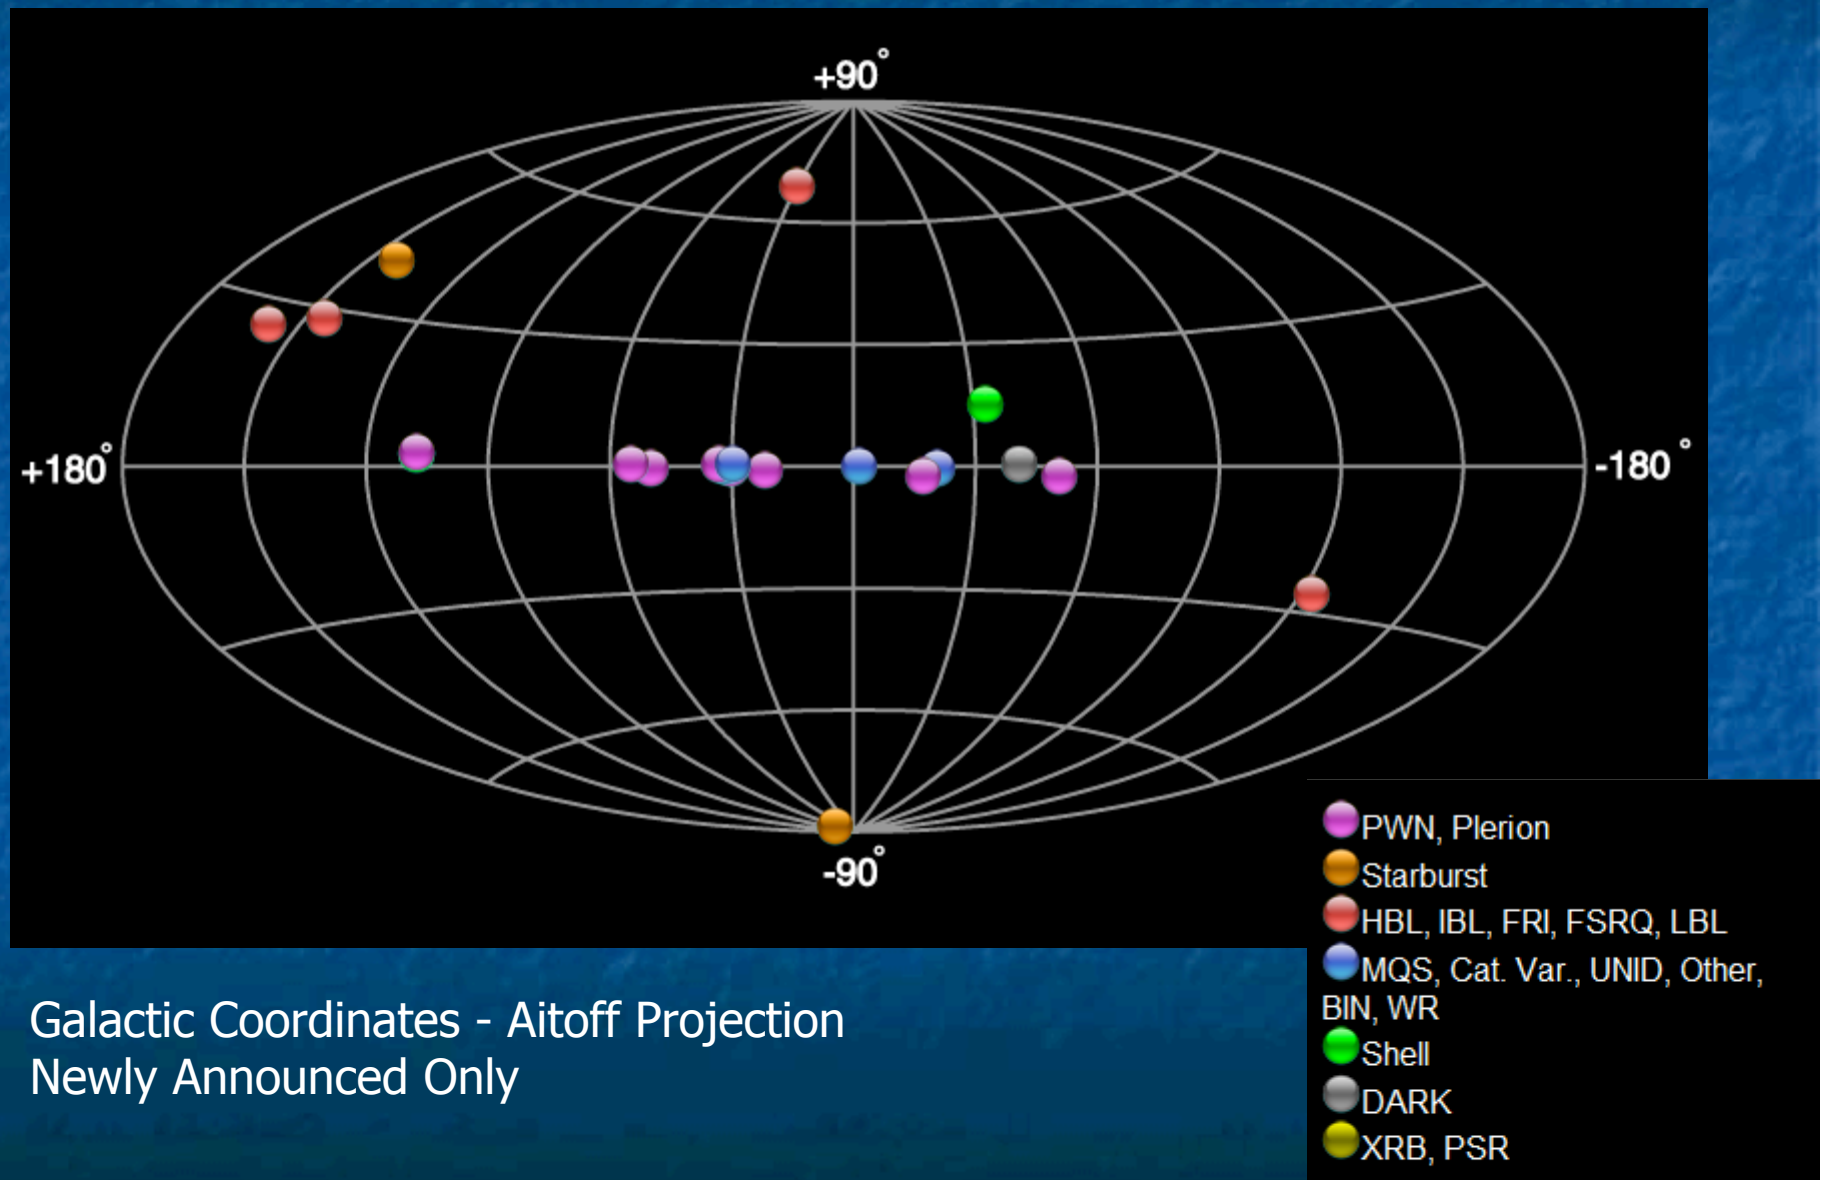 +90°
+180°
-180°
-90°
PWN, Plerion
Starburst
HBL, IBL, FRI, FSRQ, LBL
MQS, Cat. Var., UNID, Other,
BIN, WR
Shell
DARK
XRB, PSR
Galactic Coordinates - Aitoff Projection
Newly Announced Only